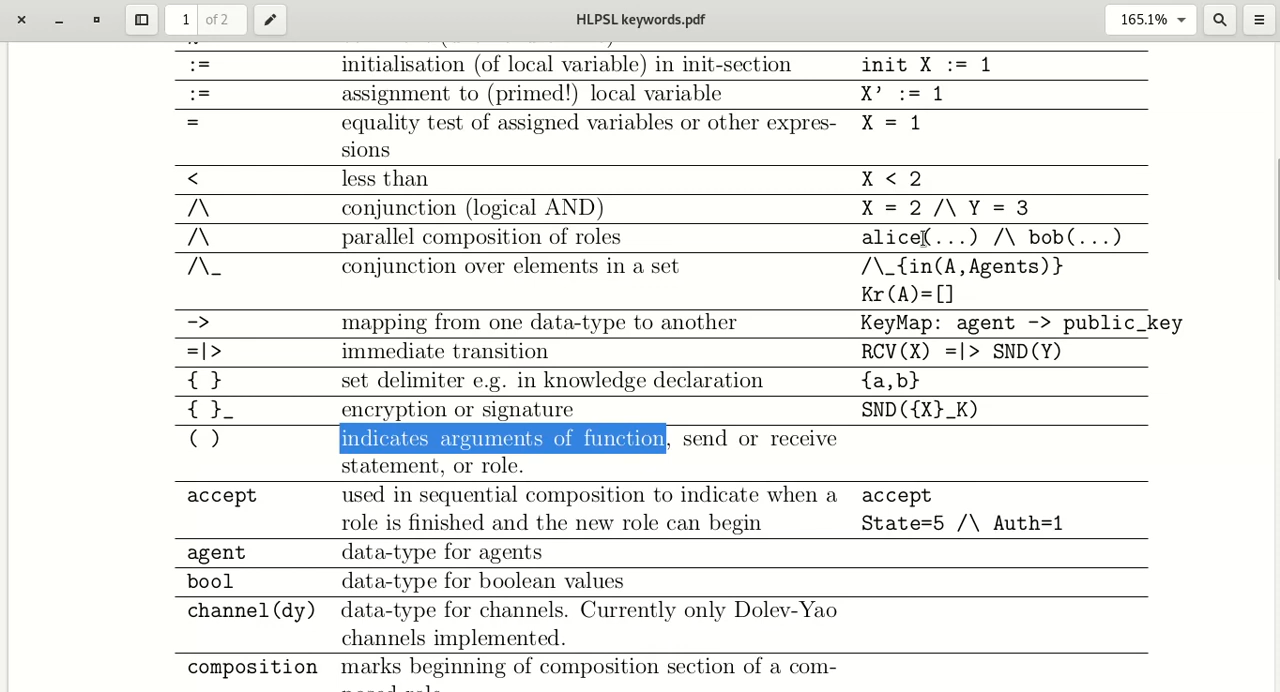 HLPSL keywords.pdf
1 of 2
165.1%
:= initialisation (of local variable) in init-section init X := 1
:= assignment to (primed!) local variable X’ := 1
= equality test of assigned variables or other expres- X = 1
sions
< less than X < 2
/\ conjunction (logical AND) X = 2 /\ Y = 3
/\ parallel composition of roles alice(...) /\ bob(...)
/\_ conjunction over elements in a set /\_{in(A,Agents)}
Kr(A)=[]
-> mapping from one data-type to another KeyMap: agent -> public_key
=|> immediate transition RCV(X) =|> SND(Y)
{ } set delimiter e.g. in knowledge declaration {a,b}
{ }_ encryption or signature SND({X}_K)
( ) indicates arguments of function, send or receive
statement, or role.
accept used in sequential composition to indicate when a accept
role is finished and the new role can begin State=5 /\ Auth=1
agent data-type for agents
bool data-type for boolean values
channel(dy) data-type for channels. Currently only Dolev-Yao
channels implemented.
composition marks beginning of composition section of a com-